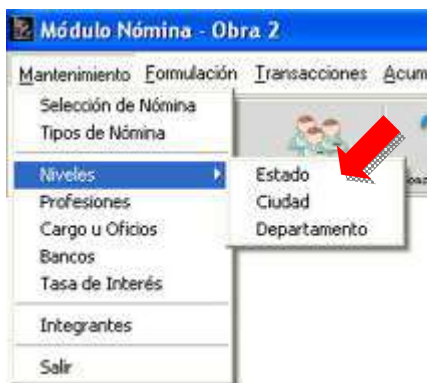 Módulo Nómina - Obra 2
Mantenimiento Formulación Transacciones Acum
Selección de Nómina
Tipos de Nómina
Niveles
Profesiones
Cargo u Oficios
Bancos
Tasa de Interés
Integrantes
Salir
Estado
Ciudad
Departamento